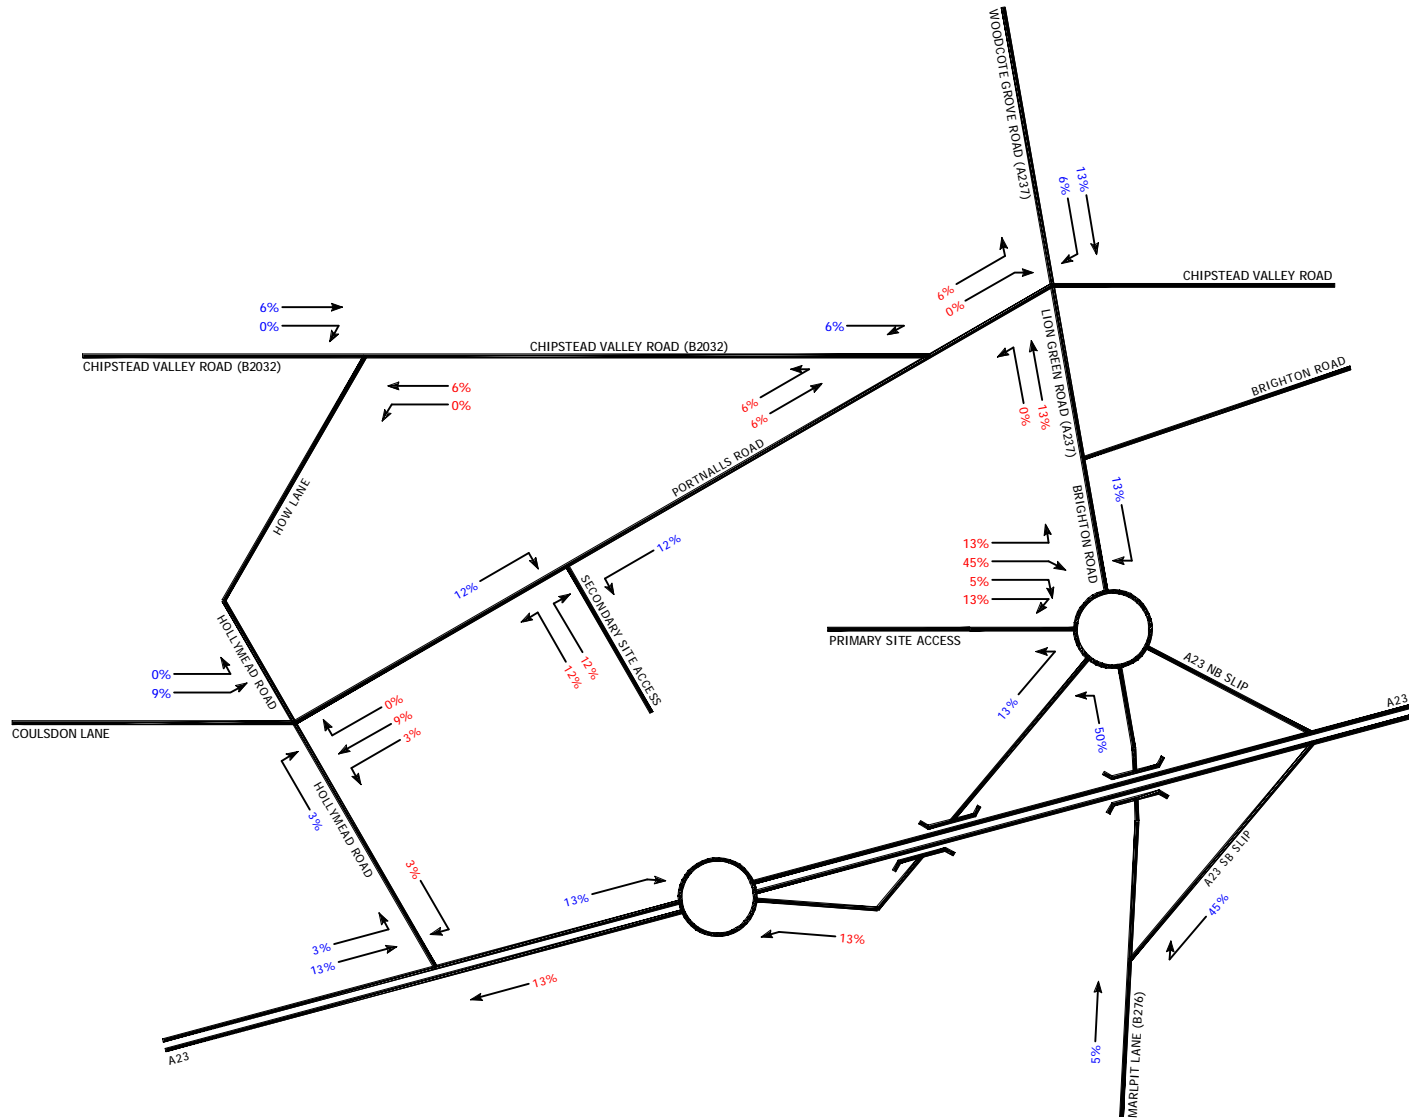 WOODCOTE GROVE ROAD (A237)
13%
6%
6%
0%
CHIPSTEAD VALLEY ROAD
6%
0%
6%
CHIPSTEAD VALLEY ROAD (B2032)
CHIPSTEAD VALLEY ROAD (B2032)
6%
0%
6%
6%
LION GREEN ROAD (A237)
0%
13%
BRIGHTON ROAD
PORTNALLS ROAD
HOW LANE
BRIGHTON ROAD
13%
12%
12%
13%
45%
5%
13%
SECONDARY SITE ACCESS
12%
12%
PRIMARY SITE ACCESS
HOLLYMEAD ROAD
0%
9%
COULSDON LANE
0%
9%
3%
A23 NB SLIP
A23
13%
50%
3%
HOLLYMEAD ROAD
3%
13%
A23 SB SLIP
45%
3%
13%
13%
13%
A23
5%
MARLPIT LANE (B276)